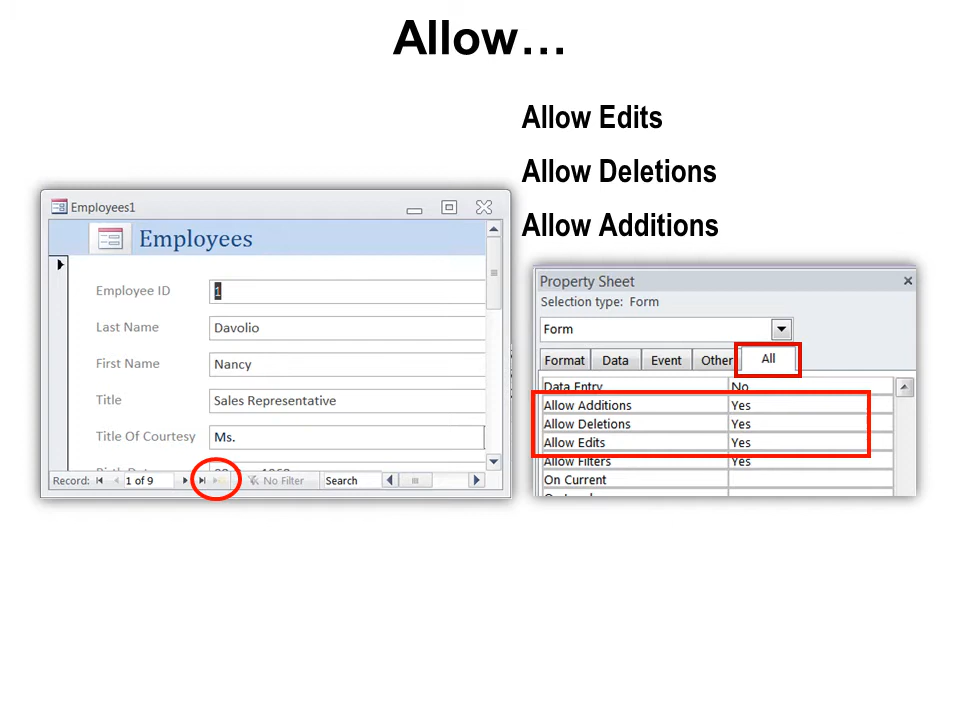 Allow…
Allow Edits
Allow Deletions
Allow Additions
Employees1
Employees
Employee ID 1
Last Name Davolio
First Name Nancy
Title Sales Representative
Title Of Courtesy Ms.
Record: 1 of 9 No Filter Search
Property Sheet
Selection type: Form
Form
Format Data Event Other All
Data Entry No
Allow Additions Yes
Allow Deletions Yes
Allow Edits Yes
Allow Filters Yes
On Current